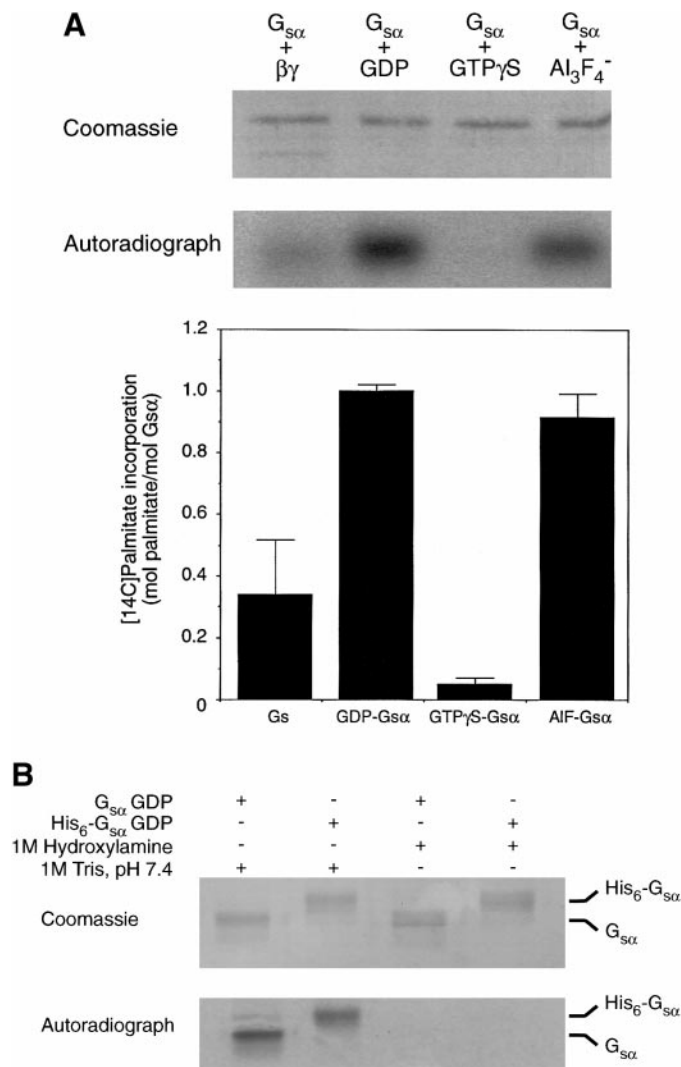 A
Gsα + βγ
Gsα + GDP
Gsα + GTPγS
Gsα + Al3F4-
Coomassie
Autoradiograph
[14C]Palmitate incorporation
(mol palmitate/mol Gsα)
1.0
0.8
0.6
0.4
0.2
0
Gs GDP-Gsα GTPγS-Gsα AlF-Gsα
B
Gsα GDP + - + -
His6-Gsα GDP - + - +
1M Hydroxylamine - - + +
1M Tris, pH 7.4 + + - -
Coomassie
His6-Gsα
Gsα
Autoradiograph
His6-Gsα
Gsα